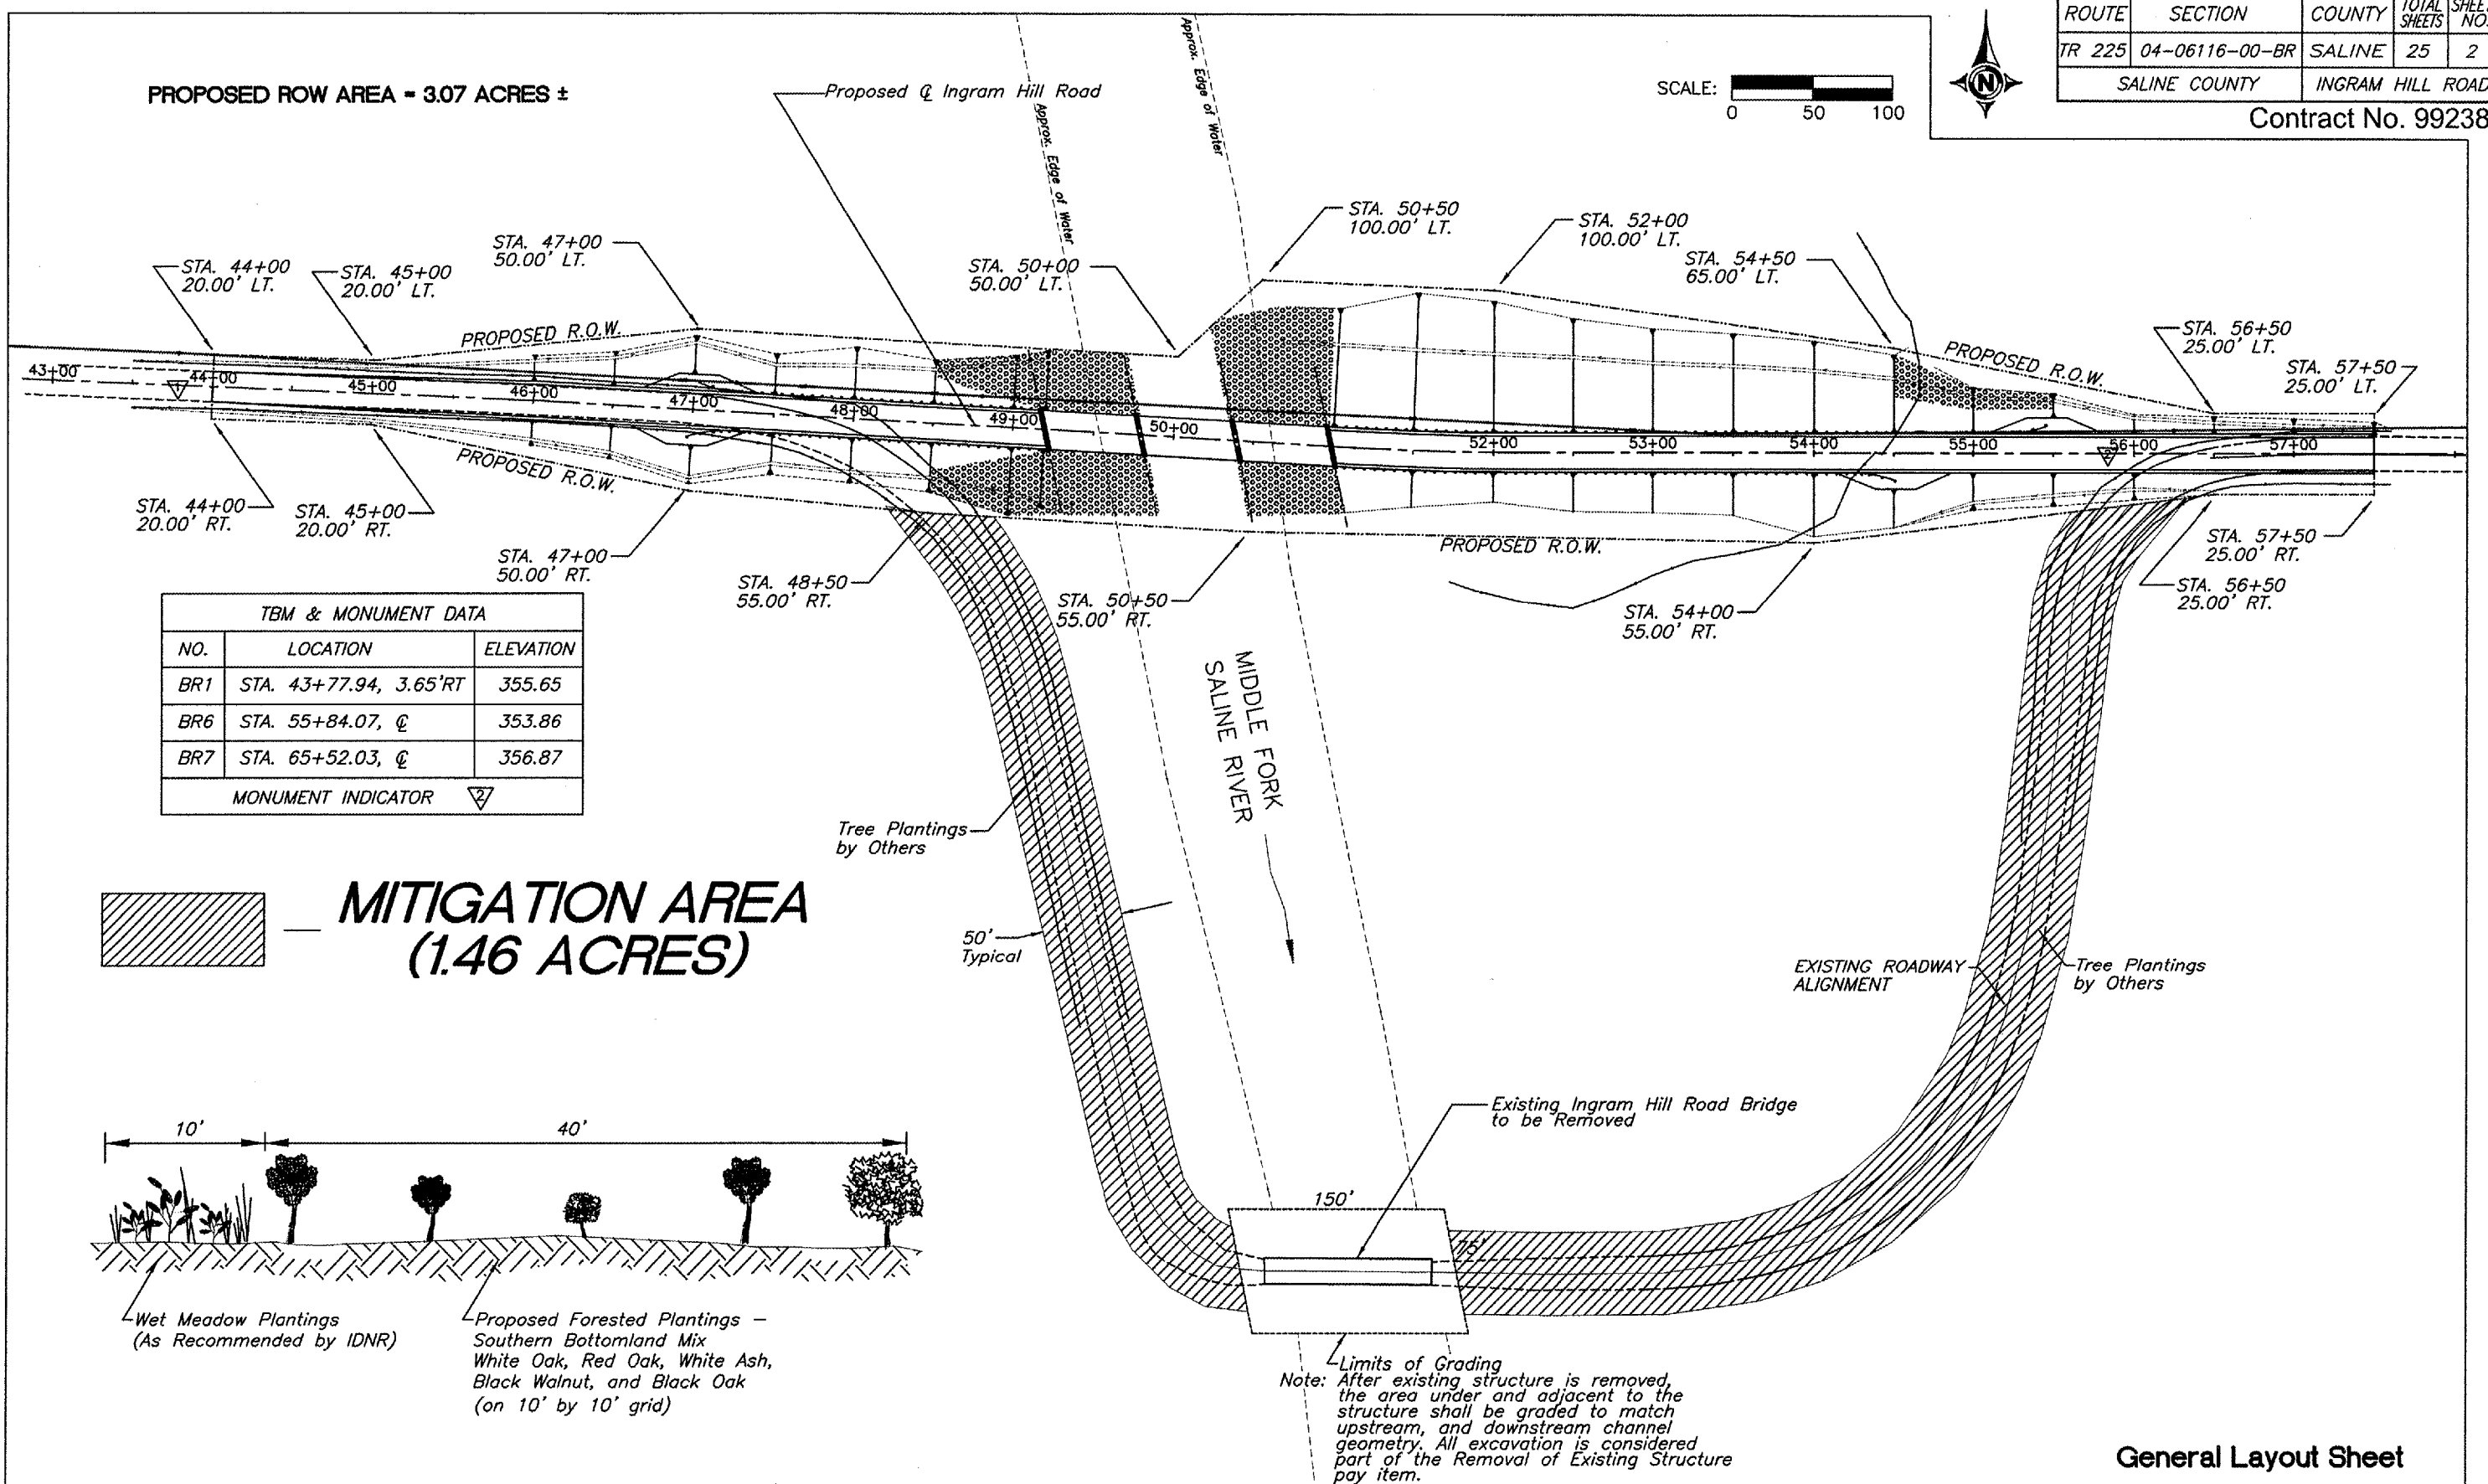 ROUTE
SECTION
COUNTY
TOTAL
SHEETS
TR 225
04-06116-00-BR
SALINE
25
2
SALINE COUNTY
INGRAM HILL ROAD
Contract No. 99238
PROPOSED ROW AREA = 3.07 ACRES ±
Proposed ℄ Ingram Hill Road
Approx. Edge of Water
Approx. Edge of Water
SCALE:
0 50 100
N
STA. 44+00
20.00' LT.
STA. 45+00
20.00' LT.
STA. 47+00
50.00' LT.
STA. 50+00
50.00' LT.
STA. 50+50
100.00' LT.
STA. 52+00
100.00' LT.
STA. 54+50
65.00' LT.
STA. 56+50
25.00' LT.
STA. 57+50
25.00' LT.
PROPOSED R.O.W.
PROPOSED R.O.W.
43+00
1
44+00
45+00
46+00
47+00
48+00
49+00
50+00
52+00
53+00
54+00
55+00
2
56+00
57+00
PROPOSED R.O.W.
PROPOSED R.O.W.
STA. 44+00
20.00' RT.
STA. 45+00
20.00' RT.
STA. 47+00
50.00' RT.
STA. 48+50
55.00' RT.
STA. 50+50
55.00' RT.
STA. 54+00
55.00' RT.
STA. 57+50
25.00' RT.
STA. 56+50
25.00' RT.
TBM & MONUMENT DATA
NO. LOCATION ELEVATION
BR1 STA. 43+77.94, 3.65'RT 355.65
BR6 STA. 55+84.07, ℄ 353.86
BR7 STA. 65+52.03, ℄ 356.87
MONUMENT INDICATOR 2
MIDDLE FORK
SALINE RIVER
Tree Plantings
by Others
— MITIGATION AREA
(1.46 ACRES)
50'
Typical
EXISTING ROADWAY
ALIGNMENT
Tree Plantings
by Others
Existing Ingram Hill Road Bridge
to be Removed
10'
40'
150'
75'
Wet Meadow Plantings
(As Recommended by IDNR)
Proposed Forested Plantings —
Southern Bottomland Mix
White Oak, Red Oak, White Ash,
Black Walnut, and Black Oak
(on 10' by 10' grid)
Limits of Grading
Note: After existing structure is removed,
the area under and adjacent to the
structure shall be graded to match
upstream, and downstream channel
geometry. All excavation is considered
part of the Removal of Existing Structure
pay item.
General Layout Sheet